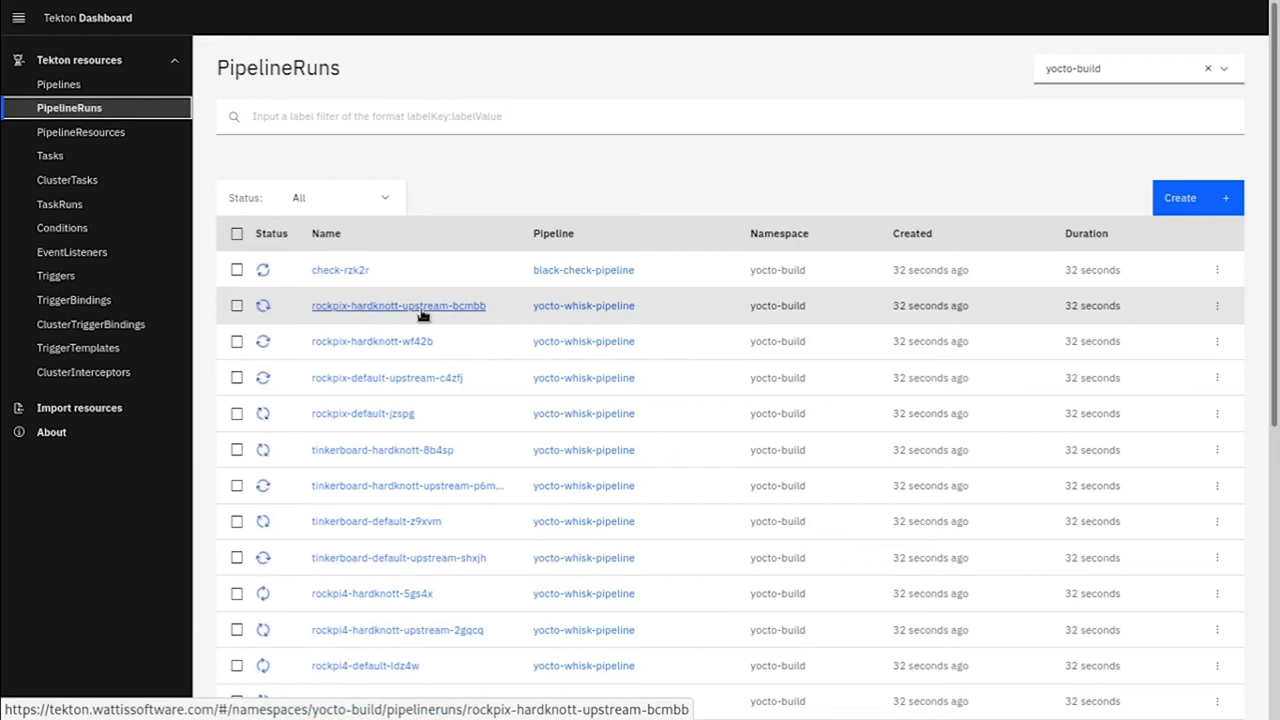 Tekton Dashboard
Tekton resources
Pipelines
PipelineRuns
PipelineResources
Tasks
ClusterTasks
TaskRuns
Conditions
EventListeners
Triggers
TriggerBindings
ClusterTriggerBindings
TriggerTemplates
ClusterInterceptors
Import resources
About
PipelineRuns
yocto-build
Input a label filter of the format labelKey:labelValue
Status: All
Create +
Status Name Pipeline Namespace Created Duration
check-rzk2r black-check-pipeline yocto-build 32 seconds ago 32 seconds
rockpix-hardknott-upstream-bcmbb yocto-whisk-pipeline yocto-build 32 seconds ago 32 seconds
rockpix-hardknott-wf42b yocto-whisk-pipeline yocto-build 32 seconds ago 32 seconds
rockpix-default-upstream-c4zfj yocto-whisk-pipeline yocto-build 32 seconds ago 32 seconds
rockpix-default-jzspg yocto-whisk-pipeline yocto-build 32 seconds ago 32 seconds
tinkerboard-hardknott-8b4sp yocto-whisk-pipeline yocto-build 32 seconds ago 32 seconds
tinkerboard-hardknott-upstream-p6m... yocto-whisk-pipeline yocto-build 32 seconds ago 32 seconds
tinkerboard-default-z9xvm yocto-whisk-pipeline yocto-build 32 seconds ago 32 seconds
tinkerboard-default-upstream-shxjh yocto-whisk-pipeline yocto-build 32 seconds ago 32 seconds
rockpi4-hardknott-5gs4x yocto-whisk-pipeline yocto-build 32 seconds ago 32 seconds
rockpi4-hardknott-upstream-2gqcq yocto-whisk-pipeline yocto-build 32 seconds ago 32 seconds
rockpi4-default-ldz4w yocto-whisk-pipeline yocto-build 32 seconds ago 32 seconds
yocto-build 32 seconds ago 32 seconds
https://tekton.wattissoftware.com/#/namespaces/yocto-build/pipelineruns/rockpix-hardknott-upstream-bcmbb